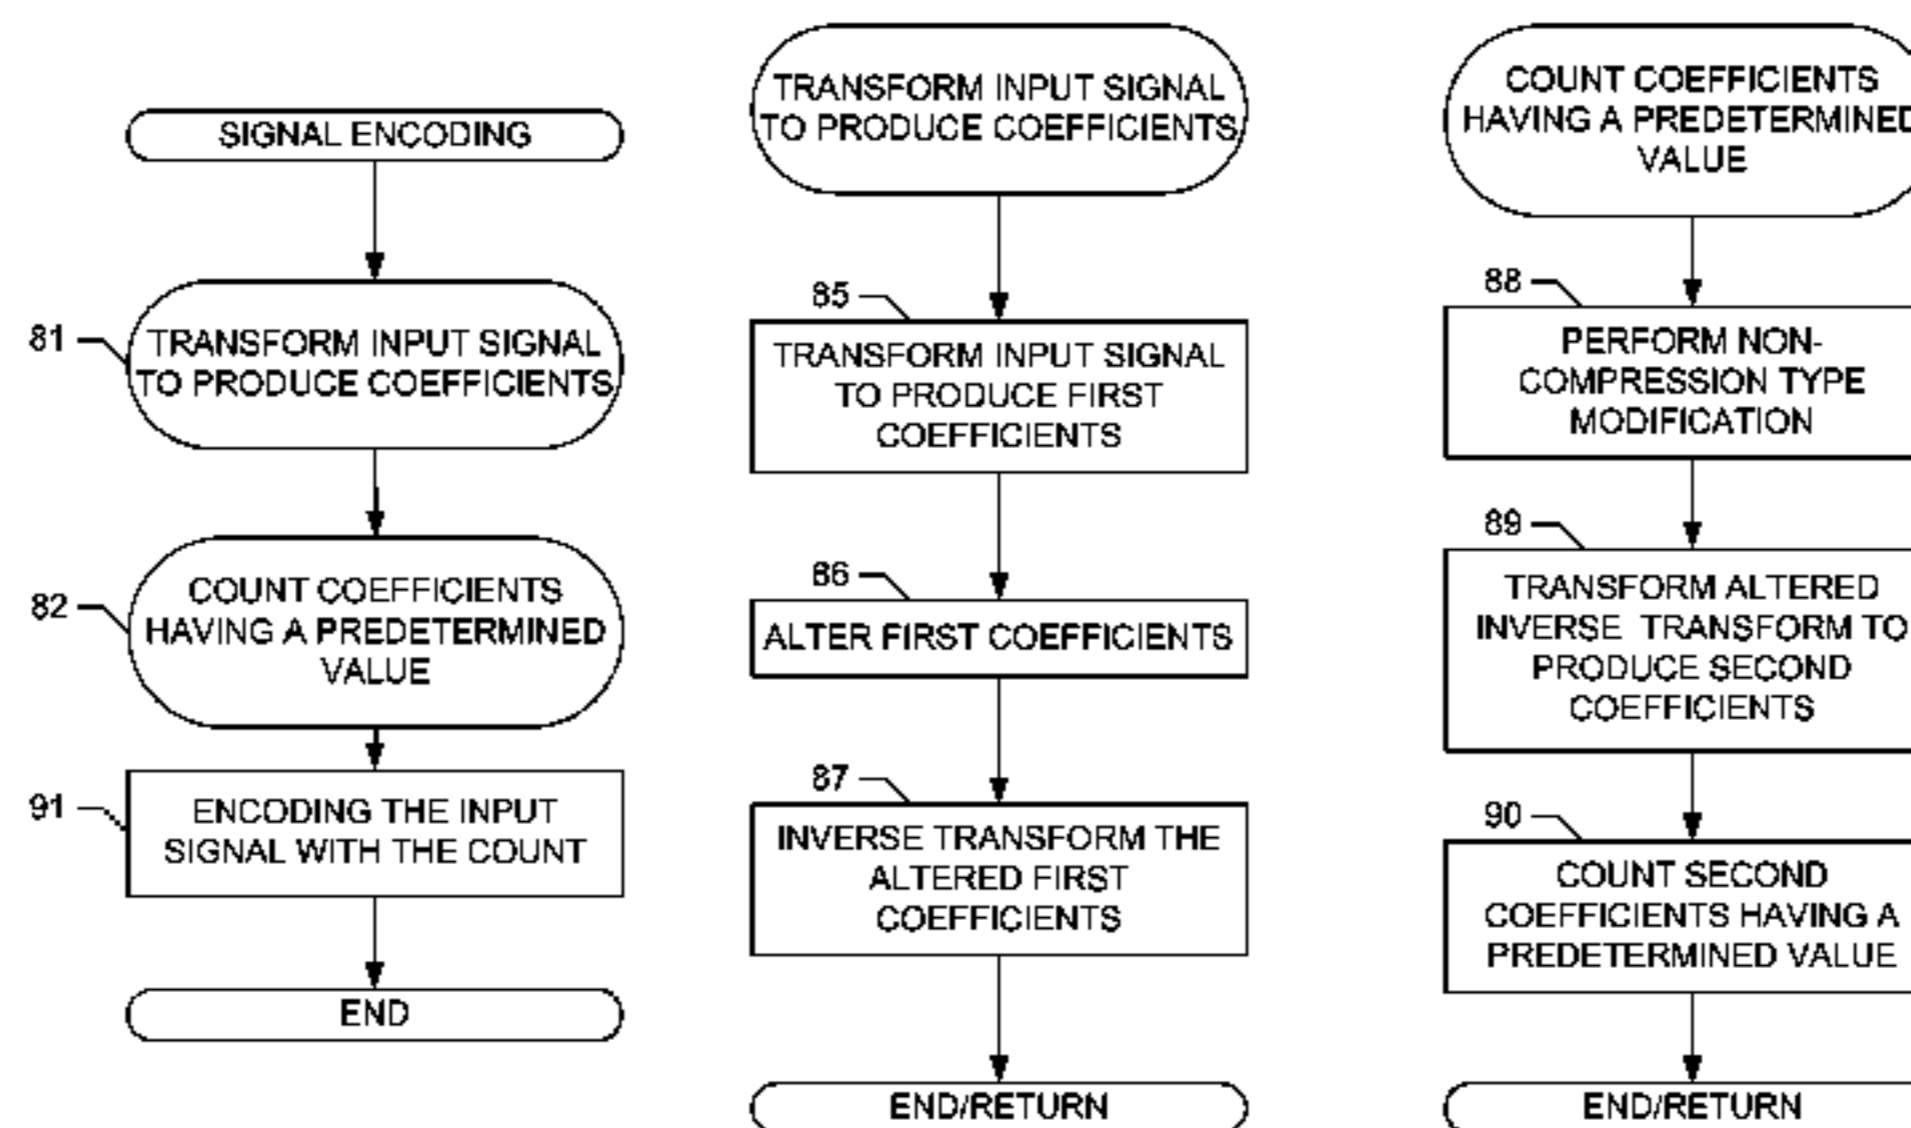 SIGNAL ENCODING
81
TRANSFORM INPUT SIGNAL
TO PRODUCE COEFFICIENTS
82
COUNT COEFFICIENTS
HAVING A PREDETERMINED
VALUE
91
ENCODING THE INPUT
SIGNAL WITH THE COUNT
END
TRANSFORM INPUT SIGNAL
TO PRODUCE COEFFICIENTS
85
TRANSFORM INPUT SIGNAL
TO PRODUCE FIRST
COEFFICIENTS
86
ALTER FIRST COEFFICIENTS
87
INVERSE TRANSFORM THE
ALTERED FIRST
COEFFICIENTS
END/RETURN
COUNT COEFFICIENTS
HAVING A PREDETERMINED
VALUE
88
PERFORM NON-
COMPRESSION TYPE
MODIFICATION
89
TRANSFORM ALTERED
INVERSE TRANSFORM TO
PRODUCE SECOND
COEFFICIENTS
90
COUNT SECOND
COEFFICIENTS HAVING A
PREDETERMINED VALUE
END/RETURN